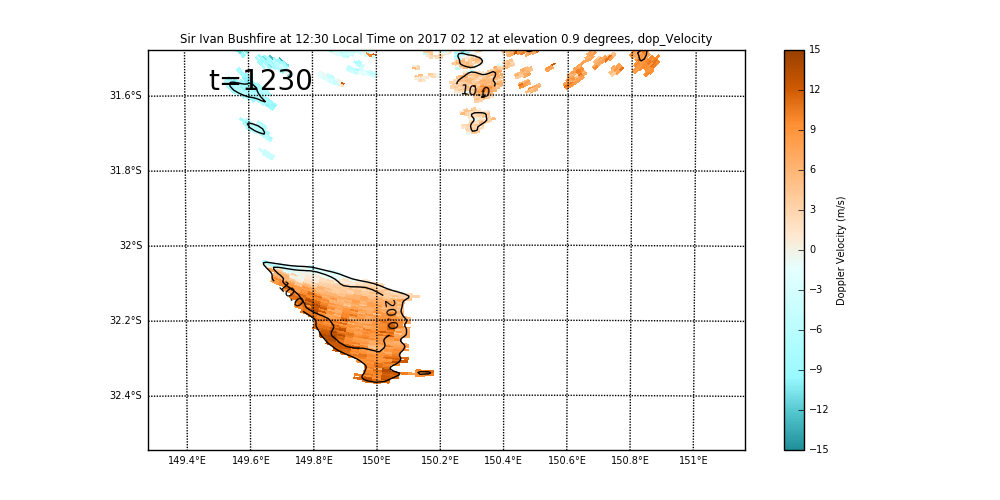 Sir Ivan Bushfire at 12:30 Local Time on 2017 02 12 at elevation 0.9 degrees, dop_Velocity
t=1230
10.0
31.6°S
31.8°S
32°S
32.2°S
32.4°S
10.0
20.0
149.4°E 149.6°E 149.8°E 150°E 150.2°E 150.4°E 150.6°E 150.8°E 151°E
15
12
9
6
3
0
−3
−6
−9
−12
−15
Doppler Velocity (m/s)